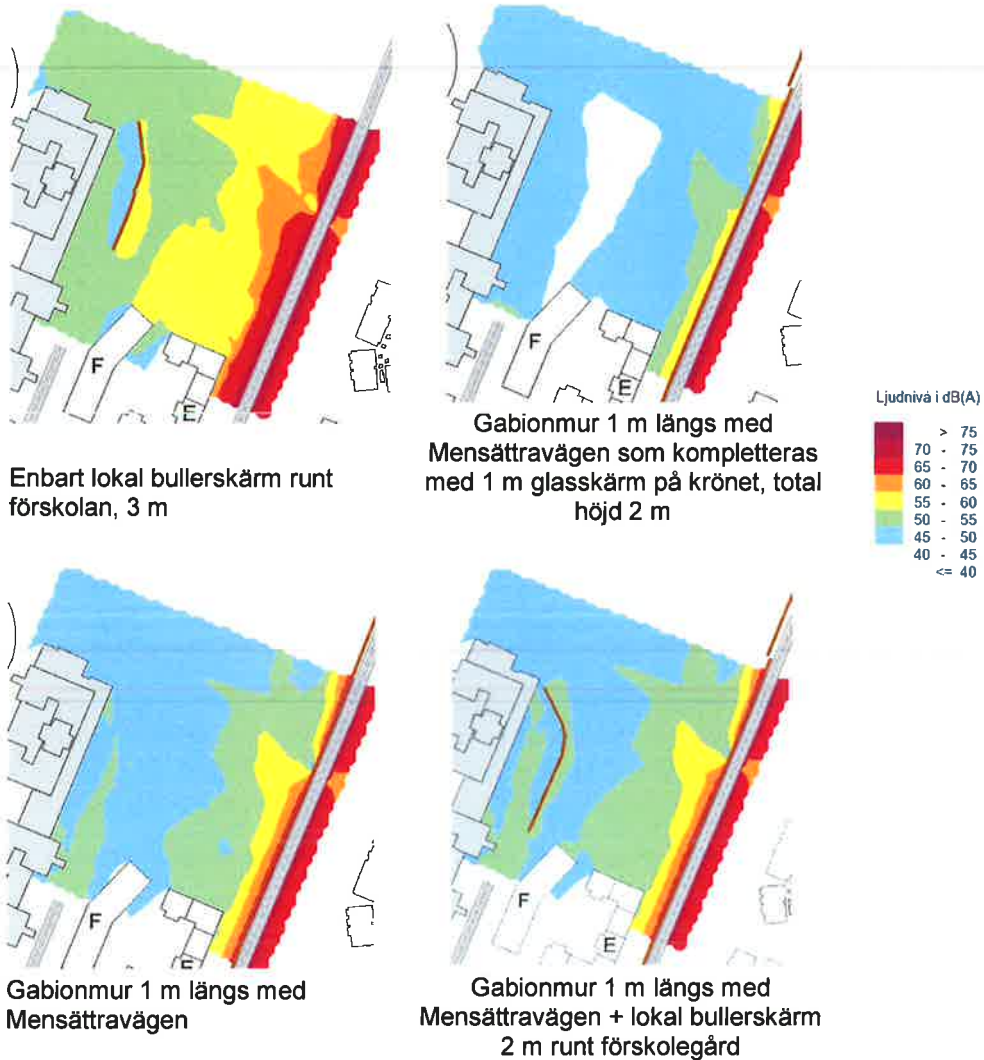 F
E
Enbart lokal bullerskärm runt
förskolan, 3 m
F
E
Gabionmur 1 m längs med
Mensättravägen som kompletteras
med 1 m glasskärm på krönet, total
höjd 2 m
Ljudnivå i dB(A)
> 75
70 - 75
65 - 70
60 - 65
55 - 60
50 - 55
45 - 50
40 - 45
<= 40
F
E
Gabionmur 1 m längs med
Mensättravägen
F
E
Gabionmur 1 m längs med
Mensättravägen + lokal bullerskärm
2 m runt förskolegård